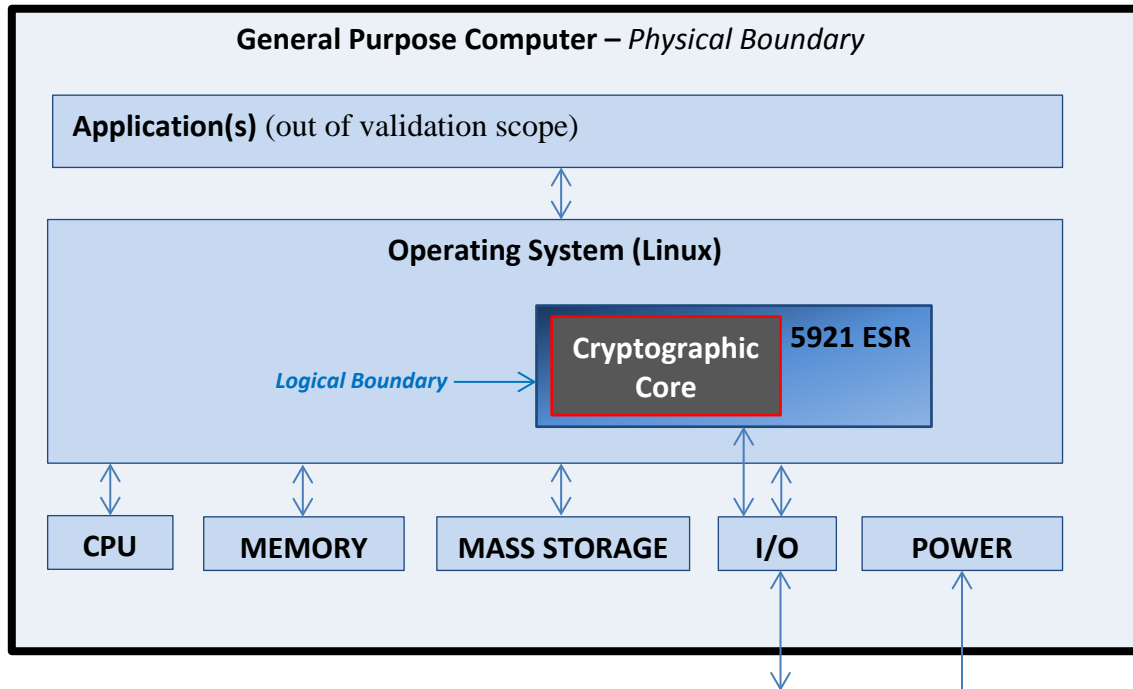 General Purpose Computer – Physical Boundary
Application(s) (out of validation scope)
Operating System (Linux)
5921 ESR
Cryptographic
Core
Logical Boundary
CPU
MEMORY
MASS STORAGE
I/O
POWER